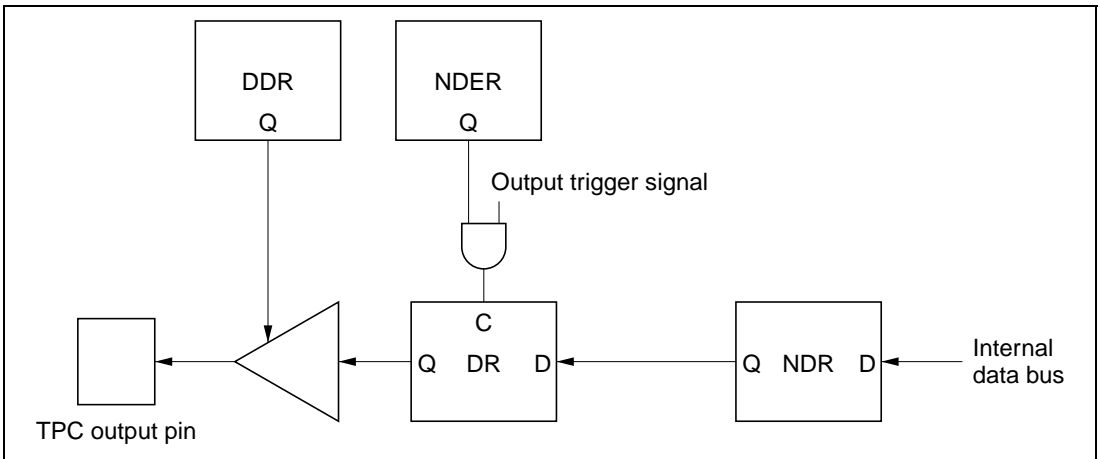 DDR
Q
NDER
Q
Output trigger signal
C
Q DR D
Q NDR D
Internal
data bus
TPC output pin